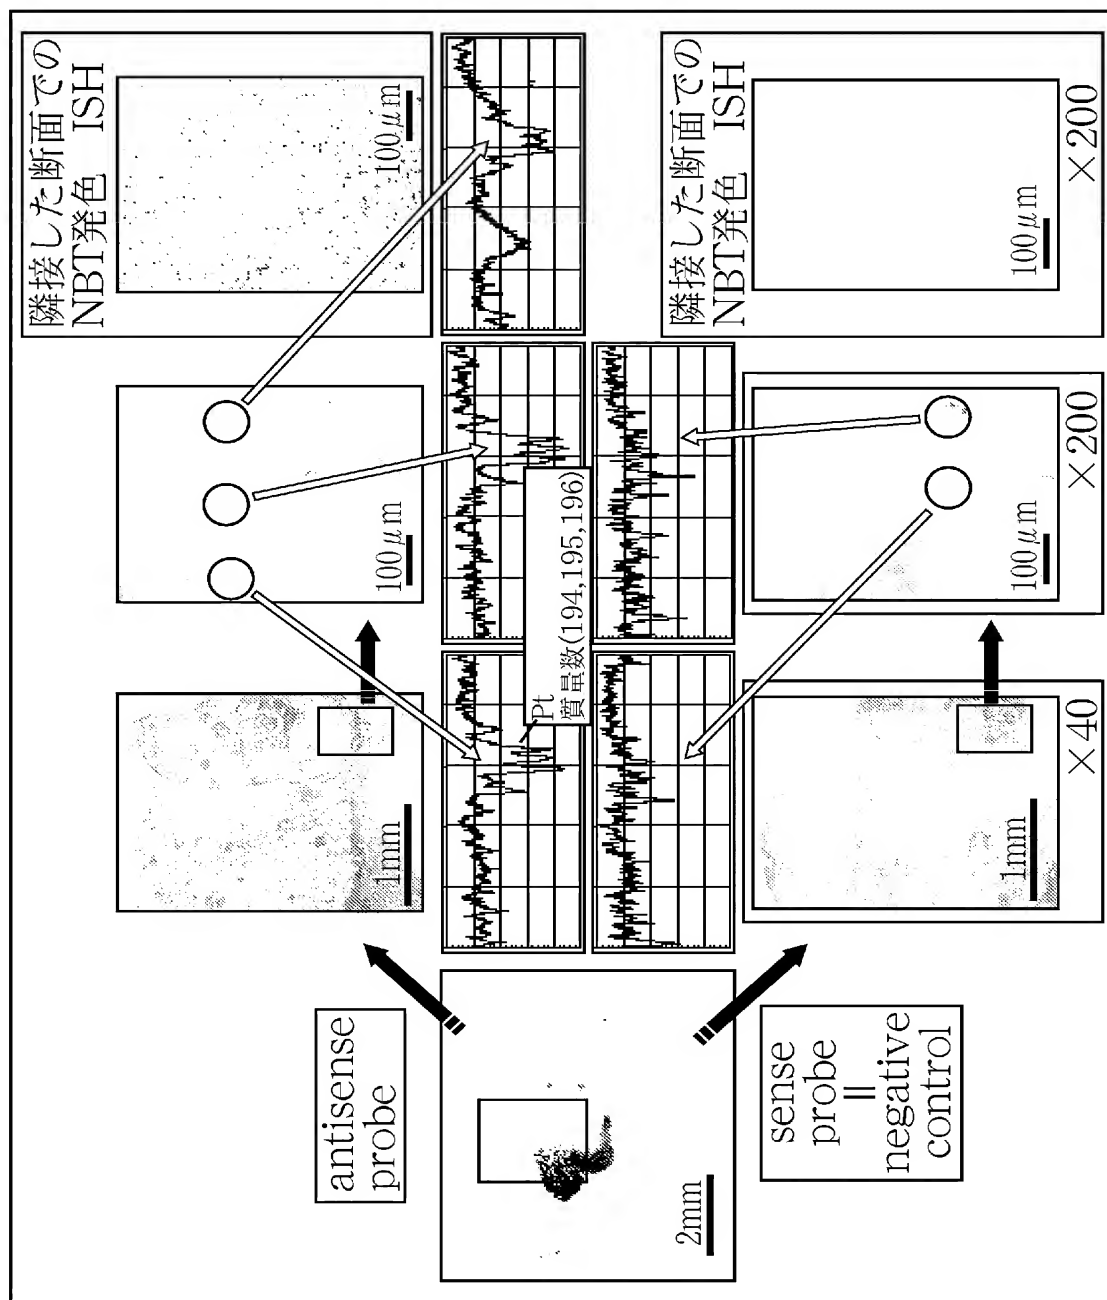 antisense
probe
2mm
sense
probe
||
negative
control
1mm
100μm
隣接した断面での
NBT発色 ISH
100μm
Pt
質量数(194,195,196)
1mm
×40
100μm
×200
隣接した断面での
NBT発色 ISH
100μm
×200